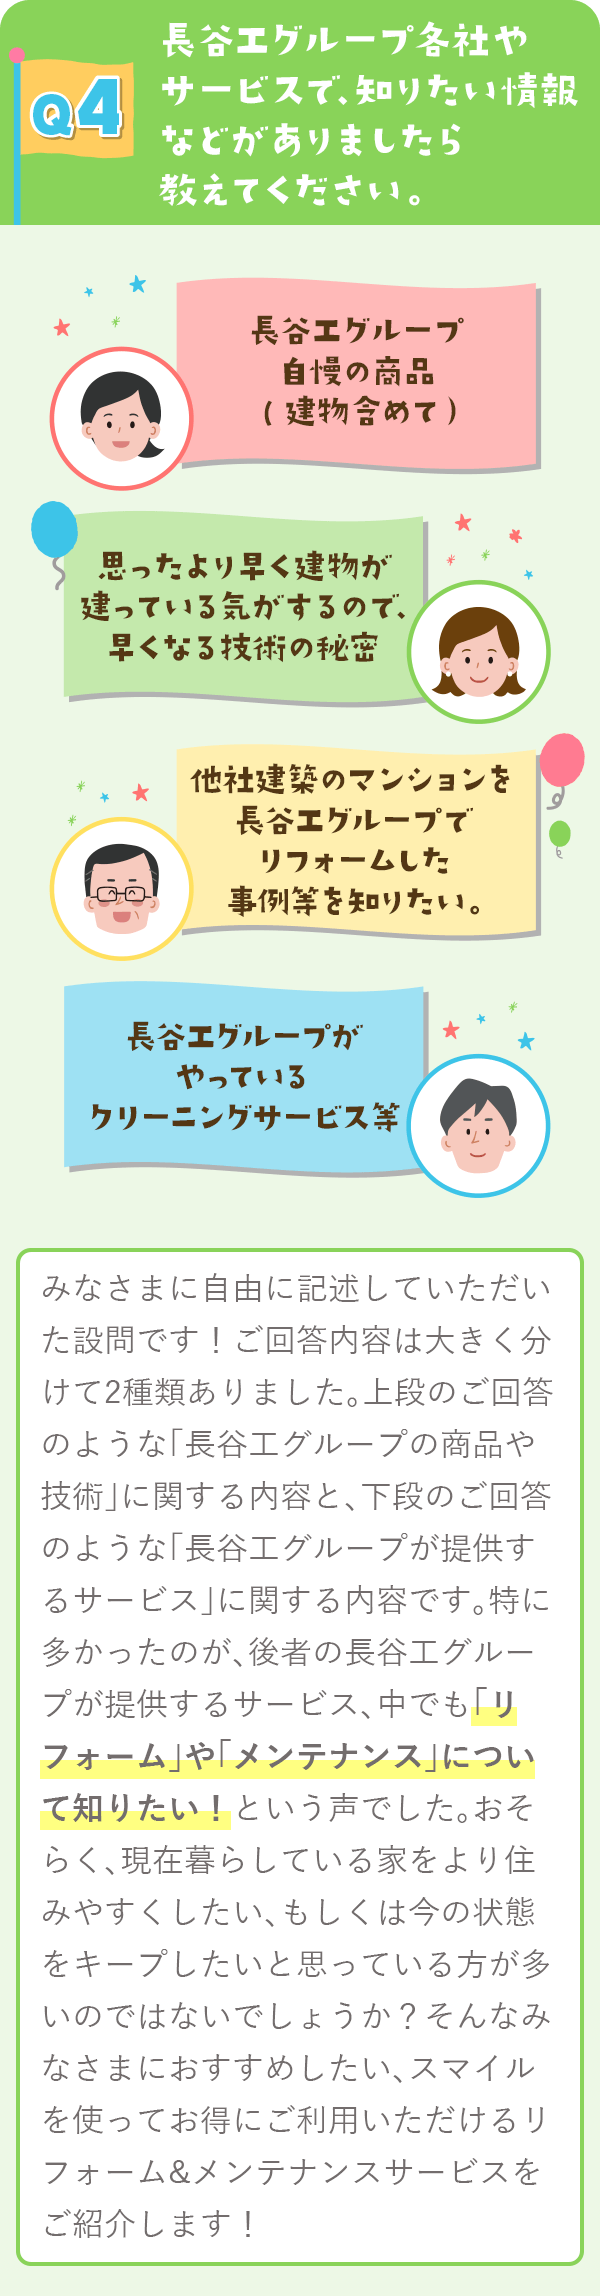 Q4
長谷工グループ各社や
サービスで、知りたい情報
などがありましたら
教えてください。
長谷工グループ
自慢の商品
(建物含めて)
思ったより早く建物が
建っている気がするので、
早くなる技術の秘密
他社建築のマンションを
長谷工グループで
リフォームした
事例等を知りたい。
長谷工グループが
やっている
クリーニングサービス等
みなさまに自由に記述していただい
た設問です！ご回答内容は大きく分
けて2種類ありました。上段のご回答
のような「長谷工グループの商品や
技術」に関する内容と、下段のご回答
のような「長谷工グループが提供す
るサービス」に関する内容です。特に
多かったのが、後者の長谷工グルー
プが提供するサービス、中でも「リ
フォーム」や「メンテナンス」につい
て知りたい！という声でした。おそ
らく、現在暮らしている家をより住
みやすくしたい、もしくは今の状態
をキープしたいと思っている方が多
いのではないでしょうか？そんなみ
なさまにおすすめしたい、スマイル
を使ってお得にご利用いただけるリ
フォーム&メンテナンスサービスを
ご紹介します！